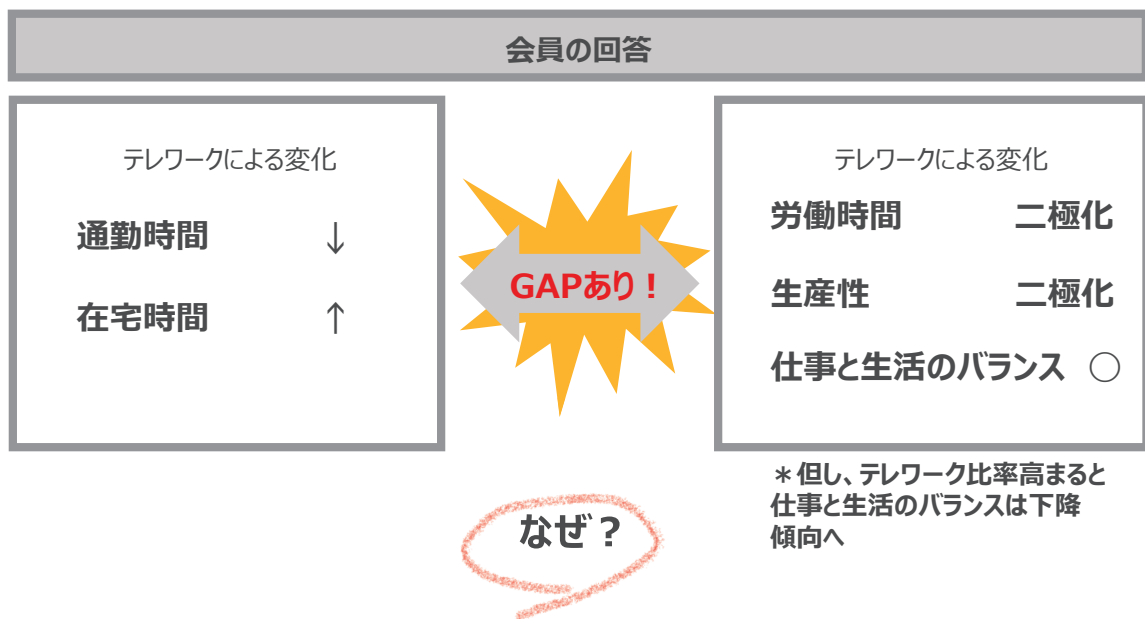 会員の回答
テレワークによる変化
通勤時間 ↓
在宅時間 ↑
GAPあり！
テレワークによる変化
労働時間 二極化
生産性 二極化
仕事と生活のバランス ○
＊但し、テレワーク比率高まると
仕事と生活のバランスは下降
傾向へ
なぜ？